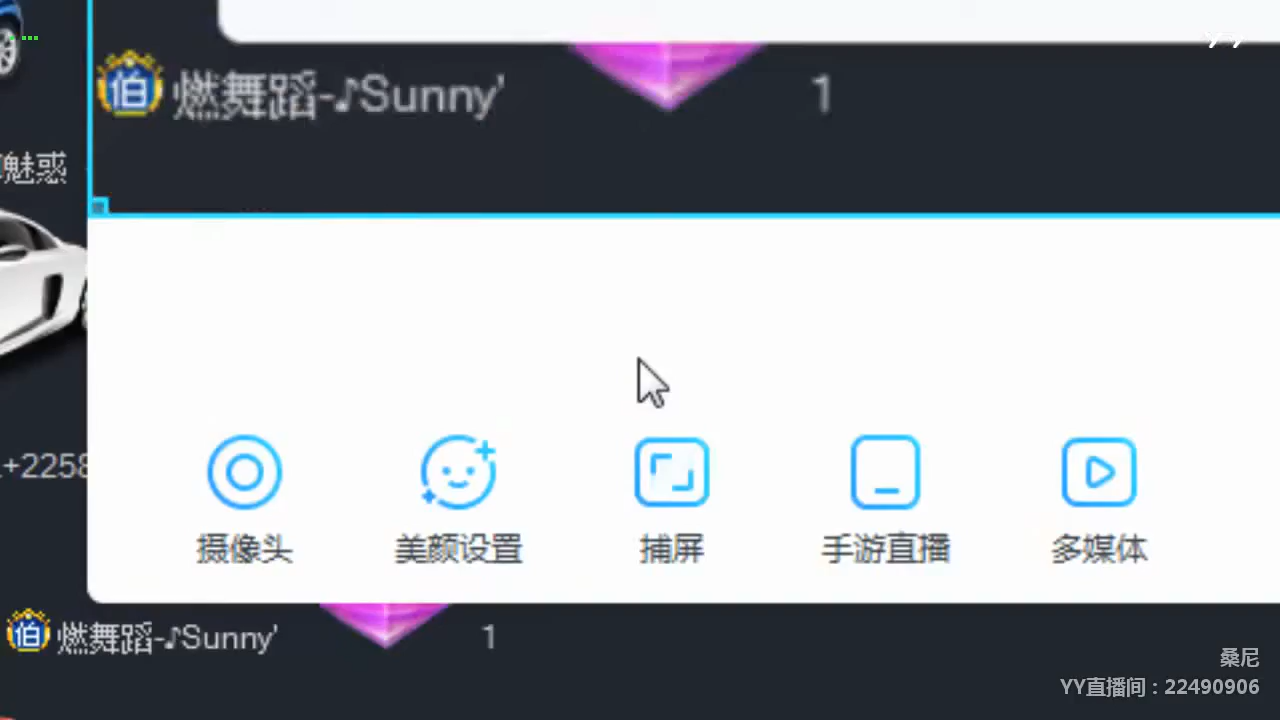 YY
伯 燃舞蹈-♪Sunny' 1
魅惑
+2258
摄像头 美颜设置 捕屏 手游直播 多媒体
伯 燃舞蹈-♪Sunny' 1
桑尼
YY直播间：22490906